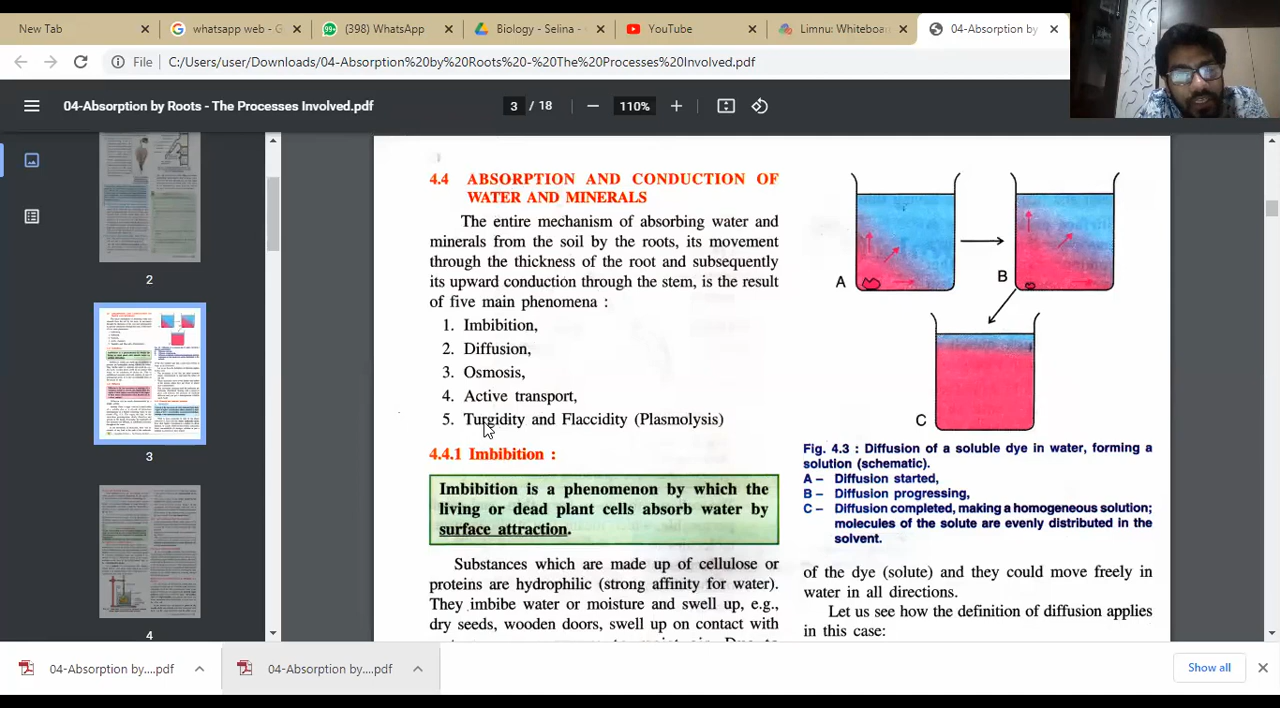 New Tab
whatsapp web - G
(398) WhatsApp
Biology - Selina -
YouTube
Limnu: Whiteboar
04-Absorption by
File
C:/Users/user/Downloads/04-Absorption%20by%20Roots%20-%20The%20Processes%20Involved.pdf
04-Absorption by Roots - The Processes Involved.pdf
3 / 18
110%
2
3
4
4.4 ABSORPTION AND CONDUCTION OF
WATER AND MINERALS
The entire mechanism of absorbing water and
minerals from the soil by the roots, its movement
through the thickness of the root and subsequently
its upward conduction through the stem, is the result
of five main phenomena :
1. Imbibition,
2. Diffusion,
3. Osmosis,
4. Active transport,
5. Turgidity and Flaccidity (Plasmolysis)
4.4.1 Imbibition :
Imbibition is a phenomenon by which the
living or dead plant cells absorb water by
surface attraction.
Substances which are made up of cellulose or
proteins are hydrophilic (strong affinity for water).
They imbibe water or moisture and swell up, e.g.,
dry seeds, wooden doors, swell up on contact with
A
B
C
Fig. 4.3 : Diffusion of a soluble dye in water, forming a
solution (schematic).
A – Diffusion started,
B – Diffusion progressing,
C – Diffusion completed, making a homogeneous solution;
molecules of the solute are evenly distributed in the
solvent.
of the dye (solute) and they could move freely in
water in all directions.
Let us see how the definition of diffusion applies
in this case:
04-Absorption by....pdf
04-Absorption by....pdf
Show all